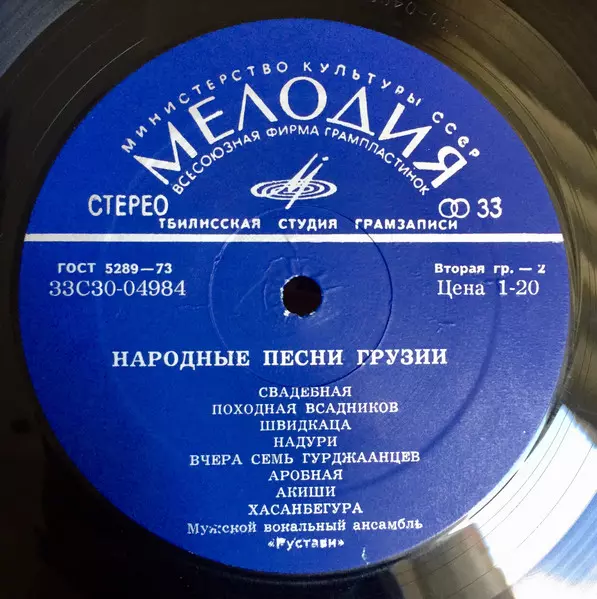 МИНИСТЕРСТВО КУЛЬТУРЫ СССР
МЕЛОДИЯ
ВСЕСОЮЗНАЯ ФИРМА ГРАМПЛАСТИНОК
СТЕРЕО
33
ТБИЛИССКАЯ СТУДИЯ ГРАМЗАПИСИ
ГОСТ 5289—73
Вторая гр. — 2
33С30-04984
Цена 1-20
НАРОДНЫЕ ПЕСНИ ГРУЗИИ
СВАДЕБНАЯ
ПОХОДНАЯ ВСАДНИКОВ
ШВИДКАЦА
НАДУРИ
ВЧЕРА СЕМЬ ГУРДЖААНЦЕВ
АРОБНАЯ
АКИШИ
ХАСАНБЕГУРА
Мужской вокальный ансамбль
«Рустави»